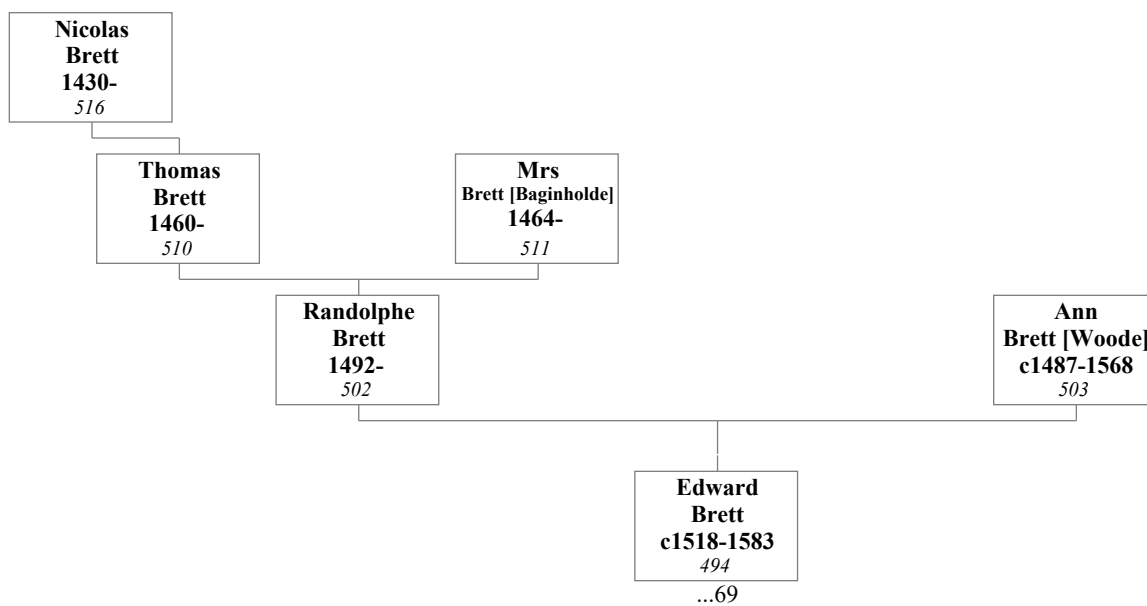 Nicolas
Brett
1430-
516
Thomas
Brett
1460-
510
Mrs
Brett [Baginholde]
1464-
511
Randolphe
Brett
1492-
502
Ann
Brett [Woode]
c1487-1568
503
Edward
Brett
c1518-1583
494
...69